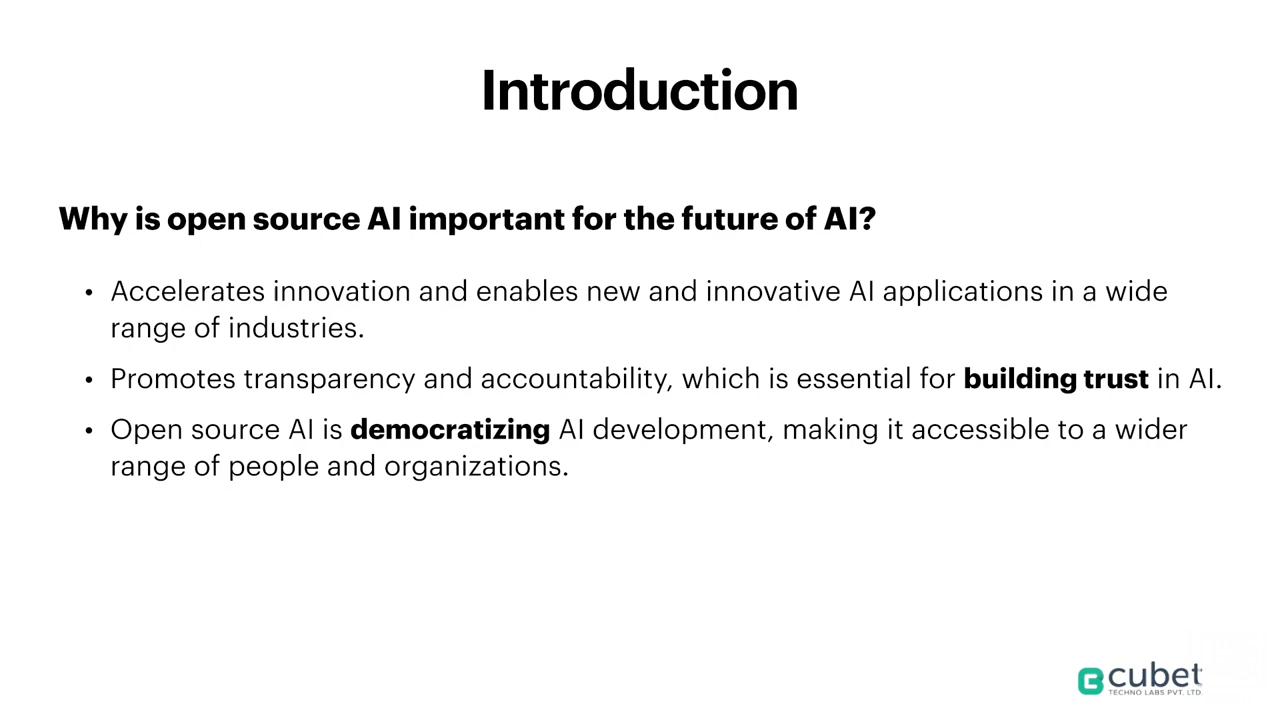 Introduction
Why is open source AI important for the future of AI?
• Accelerates innovation and enables new and innovative AI applications in a wide
range of industries.
• Promotes transparency and accountability, which is essential for building trust in AI.
• Open source AI is democratizing AI development, making it accessible to a wider
range of people and organizations.
cubet
TECHNO LABS PVT. LTD.